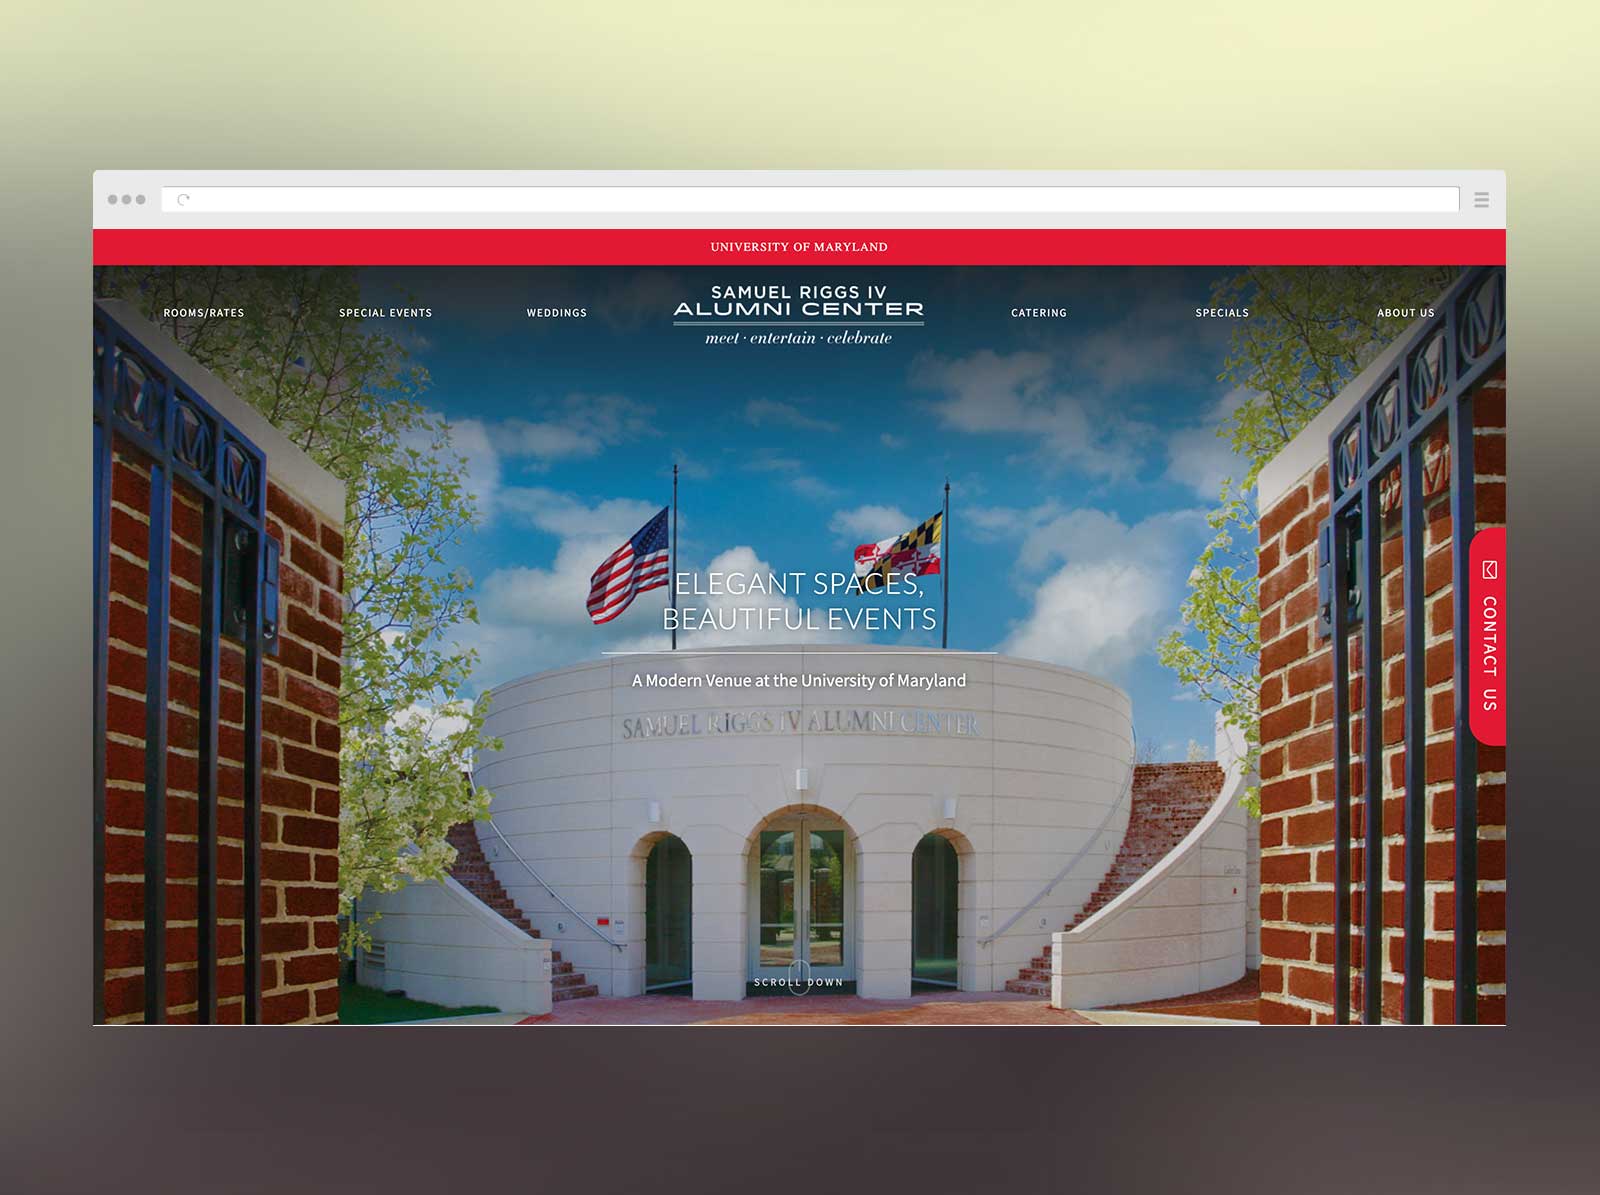 UNIVERSITY OF MARYLAND
ROOMS/RATES
SPECIAL EVENTS
WEDDINGS
SAMUEL RIGGS IV
ALUMNI CENTER
meet · entertain · celebrate
CATERING
SPECIALS
ABOUT US
ELEGANT SPACES,
BEAUTIFUL EVENTS
A Modern Venue at the University of Maryland
SAMUEL RIGGS IV ALUMNI CENTER
CONTACT US
SCROLL DOWN
M
M
M
M
M
M